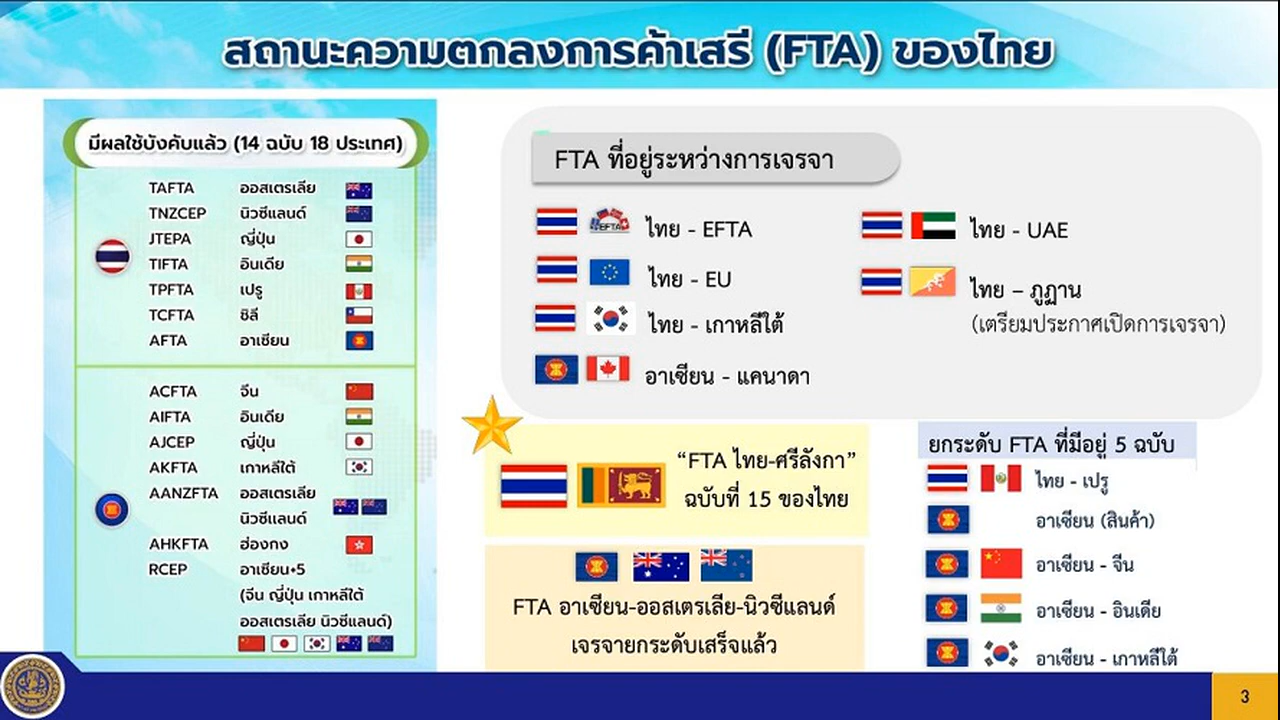 สถานะความตกลงการค้าเสรี (FTA) ของไทย
มีผลใช้บังคับแล้ว (14 ฉบับ 18 ประเทศ)
TAFTA ออสเตรเลีย
TNZCEP นิวซีแลนด์
JTEPA ญี่ปุ่น
TIFTA อินเดีย
TPFTA เปรู
TCFTA ชิลี
AFTA อาเซียน
ACFTA จีน
AIFTA อินเดีย
AJCEP ญี่ปุ่น
AKFTA เกาหลีใต้
AANZFTA ออสเตรเลีย
นิวซีแลนด์
AHKFTA ฮ่องกง
RCEP อาเซียน+5
(จีน ญี่ปุ่น เกาหลีใต้
ออสเตรเลีย นิวซีแลนด์)
FTA ที่อยู่ระหว่างการเจรจา
EFTA
ไทย - EFTA
ไทย - EU
ไทย - เกาหลีใต้
อาเซียน - แคนาดา
ไทย - UAE
ไทย – ภูฏาน
(เตรียมประกาศเปิดการเจรจา)
“FTA ไทย-ศรีลังกา”
ฉบับที่ 15 ของไทย
FTA อาเซียน-ออสเตรเลีย-นิวซีแลนด์
เจรจายกระดับเสร็จแล้ว
ยกระดับ FTA ที่มีอยู่ 5 ฉบับ
ไทย - เปรู
อาเซียน (สินค้า)
อาเซียน - จีน
อาเซียน - อินเดีย
อาเซียน - เกาหลีใต้
3